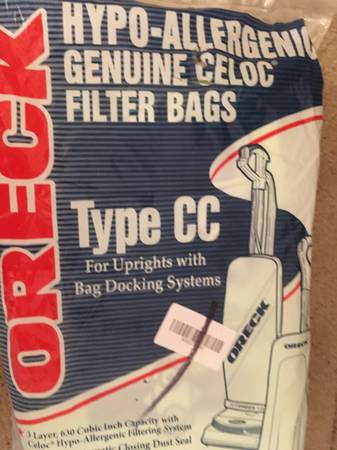 ORECK
HYPO-ALLERGENIC
GENUINE CELOC®
FILTER BAGS
Type CC
For Uprights with
Bag Docking Systems
ORECK
3 Layer, 630 Cubic Inch Capacity with
Celoc® Hypo-Allergenic Filtering System
Closing Dust Seal